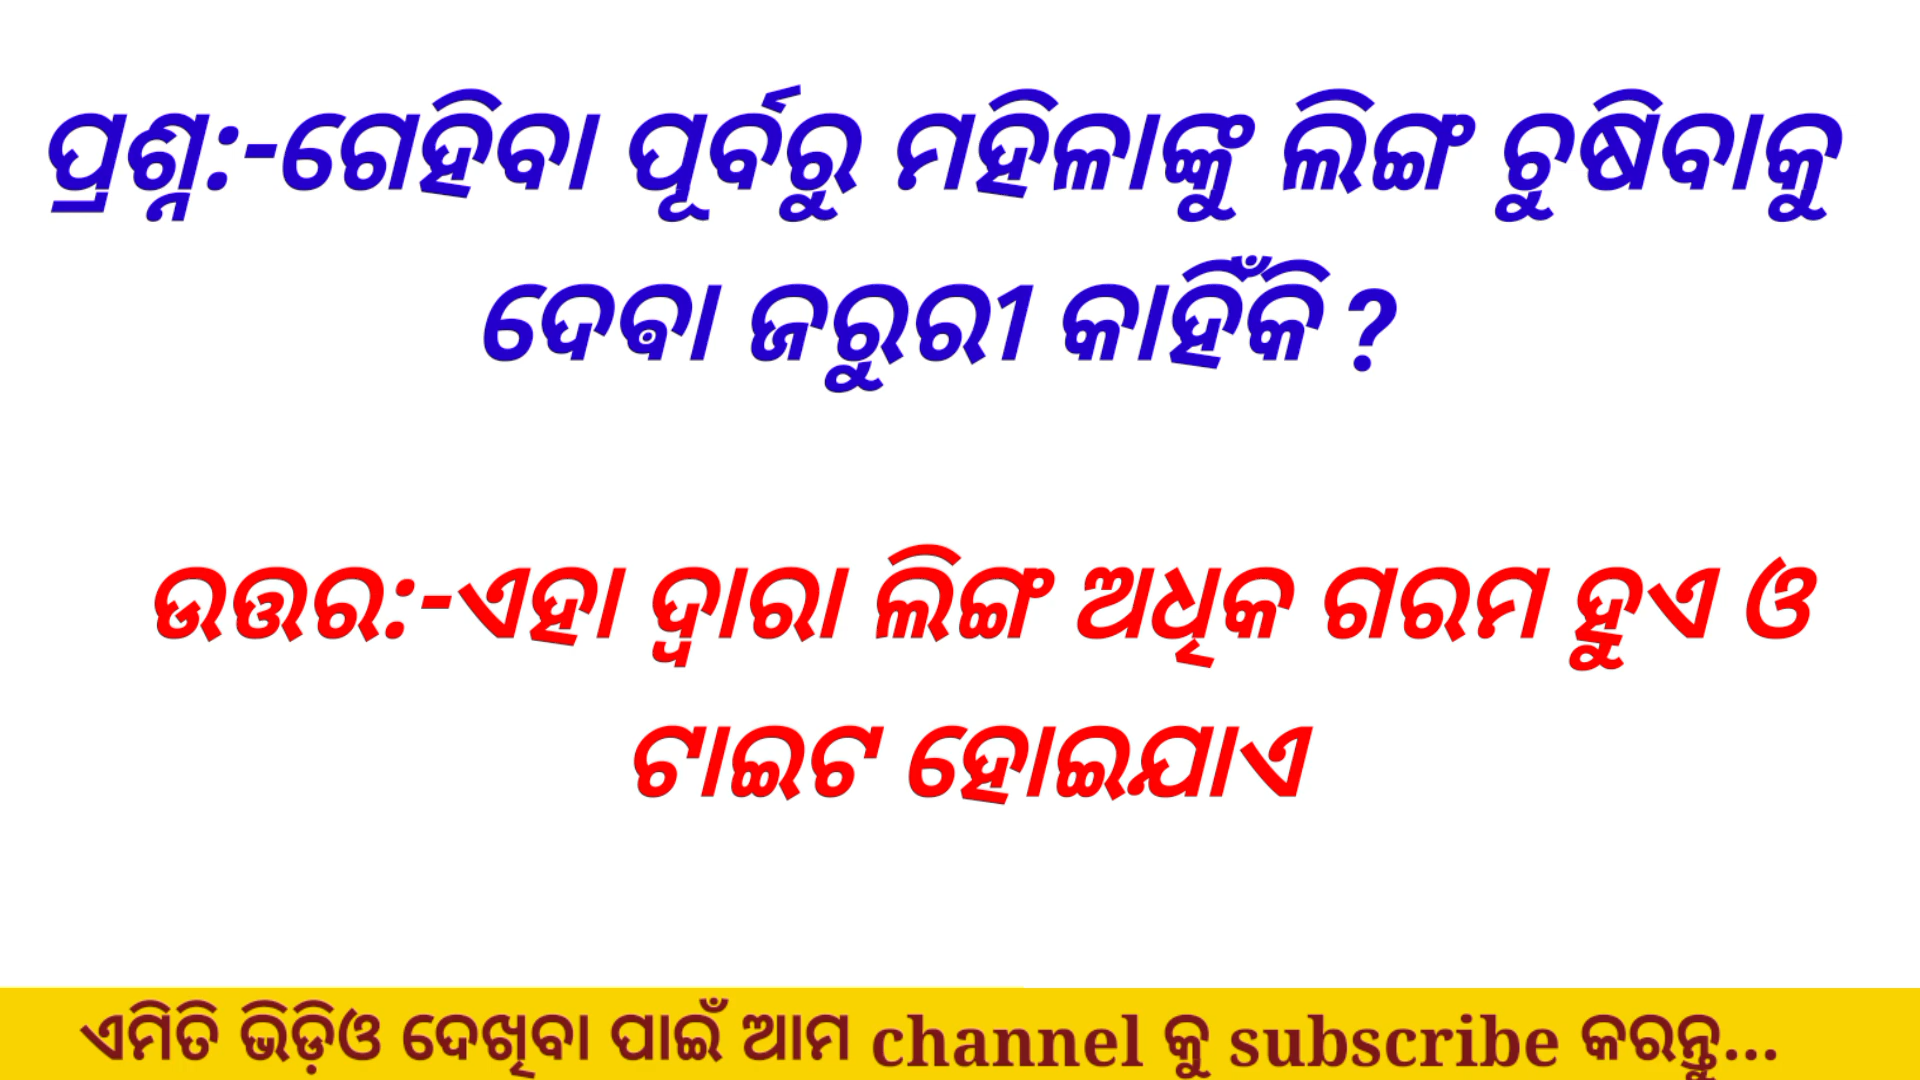 ପ୍ରଶ୍ନ:-ଗେହିବା ପୂର୍ବରୁ ମହିଳାଙ୍କୁ ଲିଙ୍ଗ ଚୁଷିବାକୁ
ଦେଵା ଜରୁରୀ କାହିଁକି ?
ଉତ୍ତର:-ଏହା ଦ୍ୱାରା ଲିଙ୍ଗ ଅଧିକ ଗରମ ହୁଏ ଓ
ଟାଇଟ ହୋଇଯାଏ
ଏମିତି ଭିଡ଼ିଓ ଦେଖିବା ପାଇଁ ଆମ channel କୁ subscribe କରନ୍ତୁ...